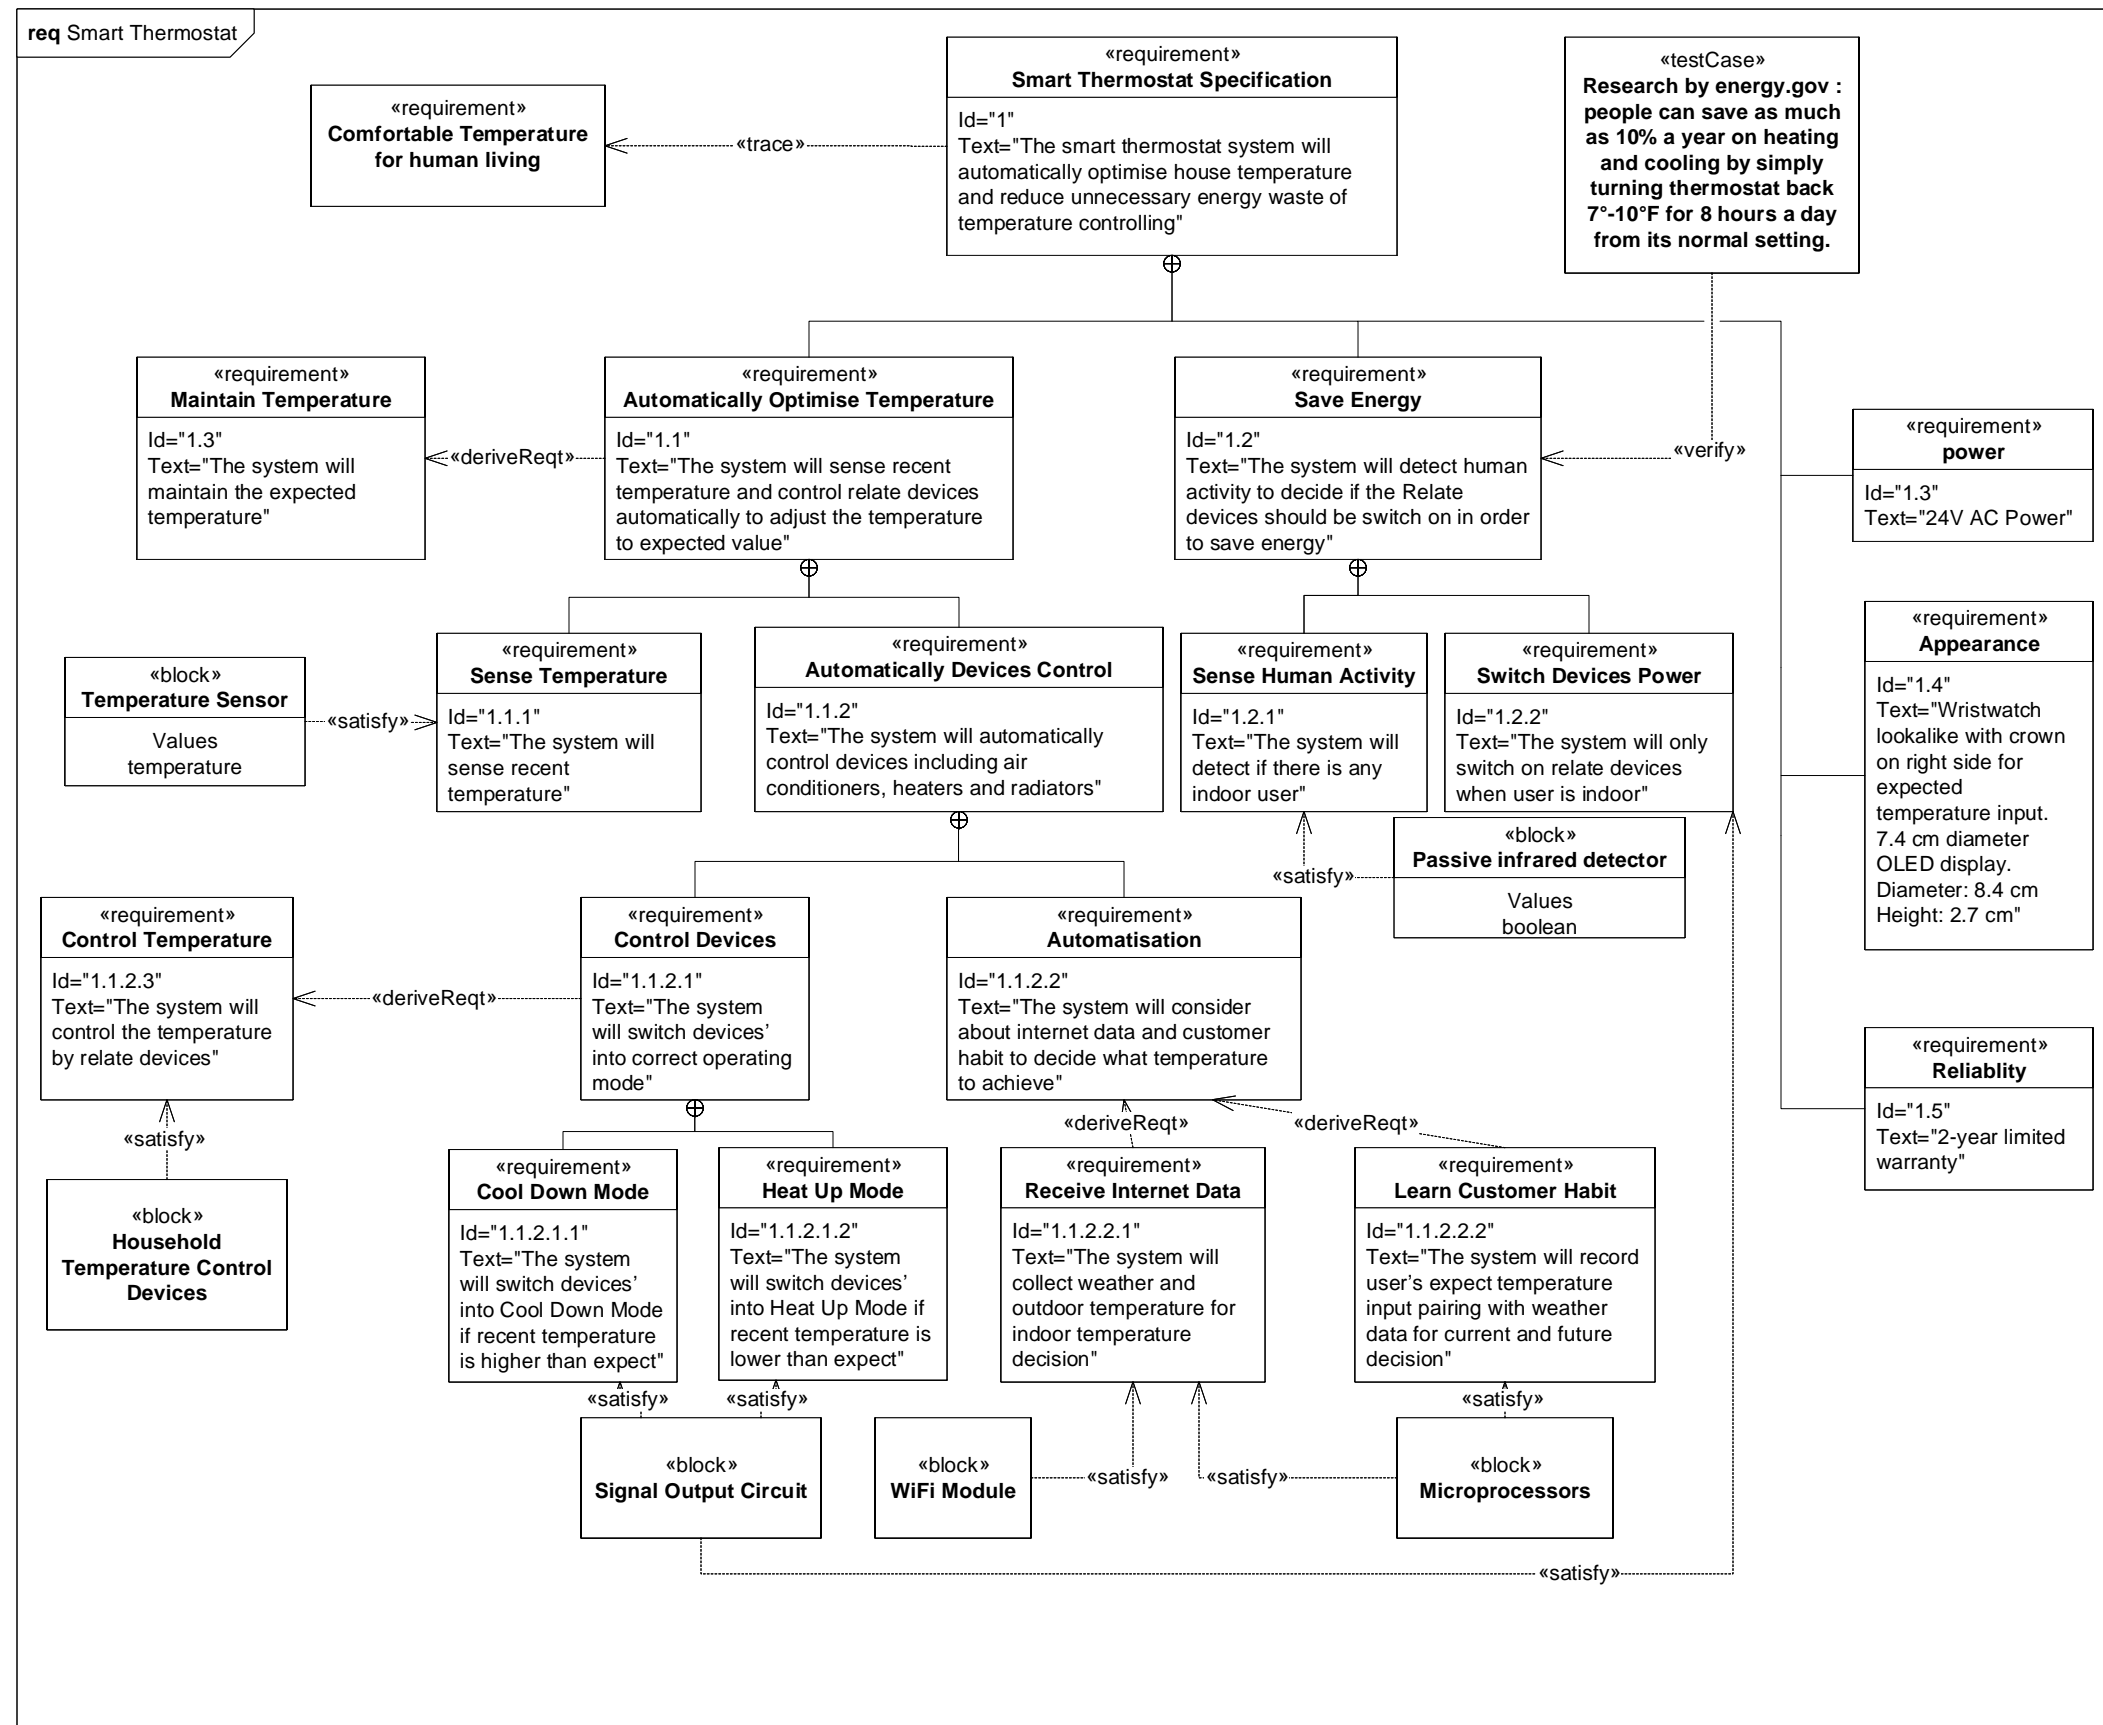 req Smart Thermostat
«requirement»
Comfortable Temperature
for human living
«trace»
«requirement»
Smart Thermostat Specification
Id="1"
Text="The smart thermostat system will
automatically optimise house temperature
and reduce unnecessary energy waste of
temperature controlling"
«testCase»
Research by energy.gov :
people can save as much
as 10% a year on heating
and cooling by simply
turning thermostat back
7°-10°F for 8 hours a day
from its normal setting.
«requirement»
Maintain Temperature
Id="1.3"
Text="The system will
maintain the expected
temperature"
«deriveReqt»
«requirement»
Automatically Optimise Temperature
Id="1.1"
Text="The system will sense recent
temperature and control relate devices
automatically to adjust the temperature
to expected value"
«requirement»
Save Energy
Id="1.2"
Text="The system will detect human
activity to decide if the Relate
devices should be switch on in order
to save energy"
«verify»
«requirement»
power
Id="1.3"
Text="24V AC Power"
«block»
Temperature Sensor
Values
temperature
«satisfy»
«requirement»
Sense Temperature
Id="1.1.1"
Text="The system will
sense recent
temperature"
«requirement»
Automatically Devices Control
Id="1.1.2"
Text="The system will automatically
control devices including air
conditioners, heaters and radiators"
«requirement»
Sense Human Activity
Id="1.2.1"
Text="The system will
detect if there is any
indoor user"
«requirement»
Switch Devices Power
Id="1.2.2"
Text="The system will only
switch on relate devices
when user is indoor"
«requirement»
Appearance
Id="1.4"
Text="Wristwatch
lookalike with crown
on right side for
expected
temperature input.
7.4 cm diameter
OLED display.
Diameter: 8.4 cm
Height: 2.7 cm"
«satisfy»
«block»
Passive infrared detector
Values
boolean
«requirement»
Control Temperature
Id="1.1.2.3"
Text="The system will
control the temperature
by relate devices"
«deriveReqt»
«requirement»
Control Devices
Id="1.1.2.1"
Text="The system
will switch devices’
into correct operating
mode"
«requirement»
Automatisation
Id="1.1.2.2"
Text="The system will consider
about internet data and customer
habit to decide what temperature
to achieve"
«requirement»
Reliablity
Id="1.5"
Text="2-year limited
warranty"
«satisfy»
«deriveReqt»
«deriveReqt»
«block»
Household
Temperature Control
Devices
«requirement»
Cool Down Mode
Id="1.1.2.1.1"
Text="The system
will switch devices’
into Cool Down Mode
if recent temperature
is higher than expect"
«requirement»
Heat Up Mode
Id="1.1.2.1.2"
Text="The system
will switch devices’
into Heat Up Mode if
recent temperature is
lower than expect"
«requirement»
Receive Internet Data
Id="1.1.2.2.1"
Text="The system will
collect weather and
outdoor temperature for
indoor temperature
decision"
«requirement»
Learn Customer Habit
Id="1.1.2.2.2"
Text="The system will record
user’s expect temperature
input pairing with weather
data for current and future
decision"
«satisfy»
«satisfy»
«satisfy»
«block»
Signal Output Circuit
«block»
WiFi Module
«satisfy»
«satisfy»
«block»
Microprocessors
«satisfy»